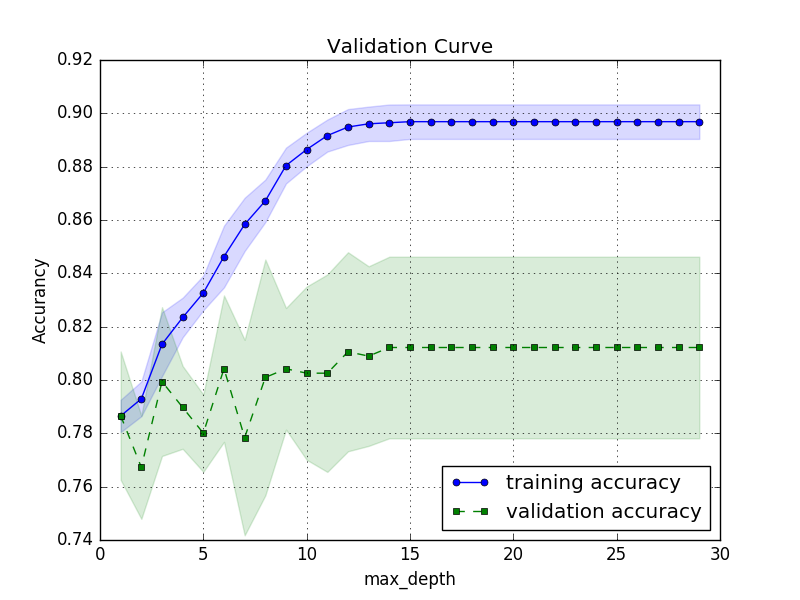 Validation Curve
0.92
0.90
0.88
0.86
0.84
0.82
0.80
0.78
0.76
0.74
Accurancy
training accuracy
validation accuracy
0 5 10 15 20 25 30
max_depth